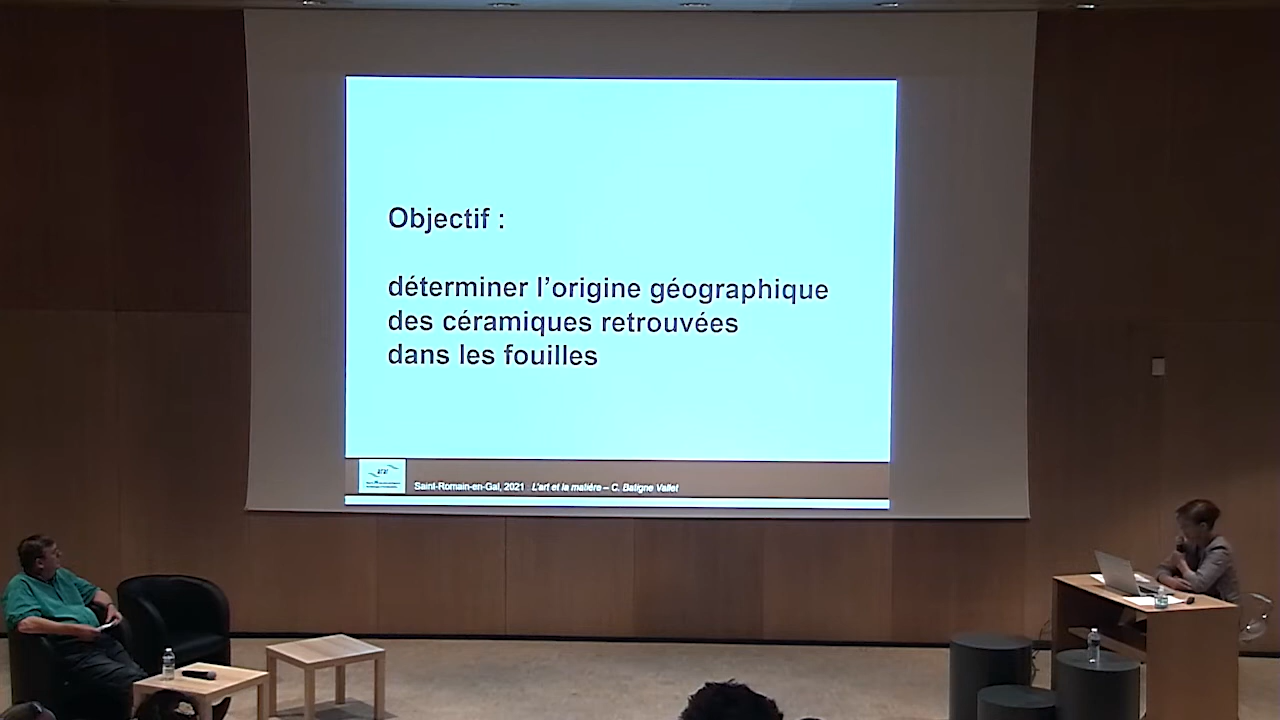 Objectif :
déterminer l'origine géographique
des céramiques retrouvées
dans les fouilles
Saint-Romain-en-Gal, 2021 L'art et la matière – C. Batigne Vallet